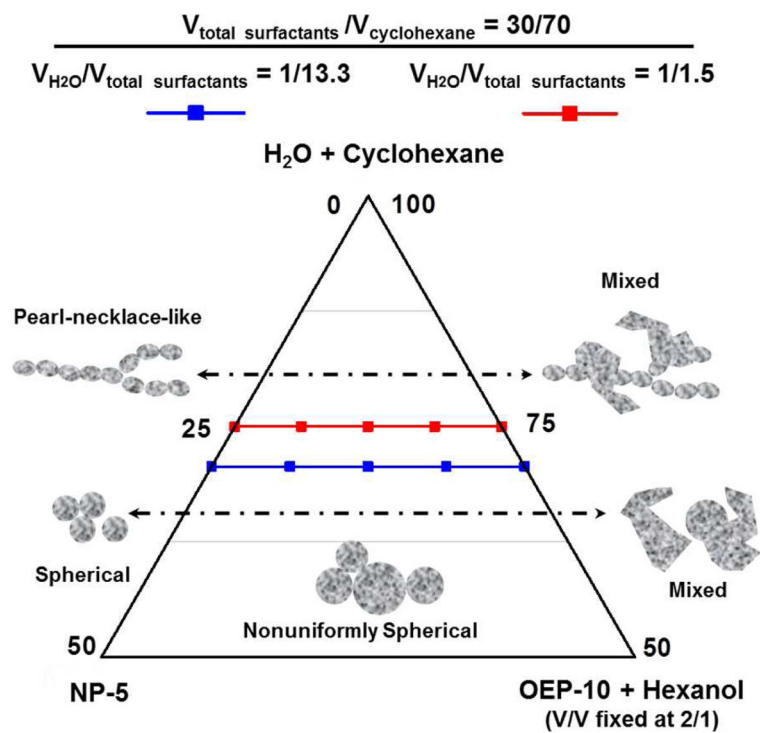 V_total surfactants/V_cyclohexane = 30/70
V_H2O/V_total surfactants = 1/13.3
V_H2O/V_total surfactants = 1/1.5
H₂O + Cyclohexane
0
100
Mixed
Pearl-necklace-like
25
75
Spherical
Mixed
Nonuniformly Spherical
50
50
NP-5
OEP-10 + Hexanol
(V/V fixed at 2/1)